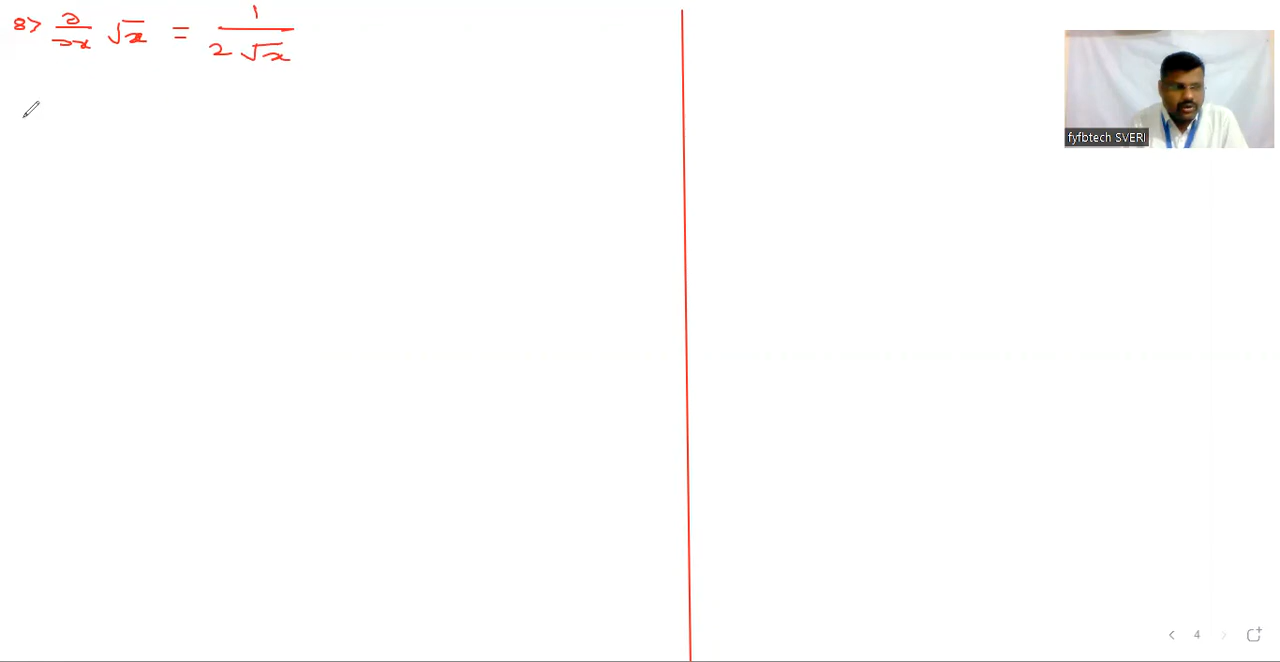 8> ∂/∂x √x = 1/(2√x)
fyfbtech SVERI
< 4 >